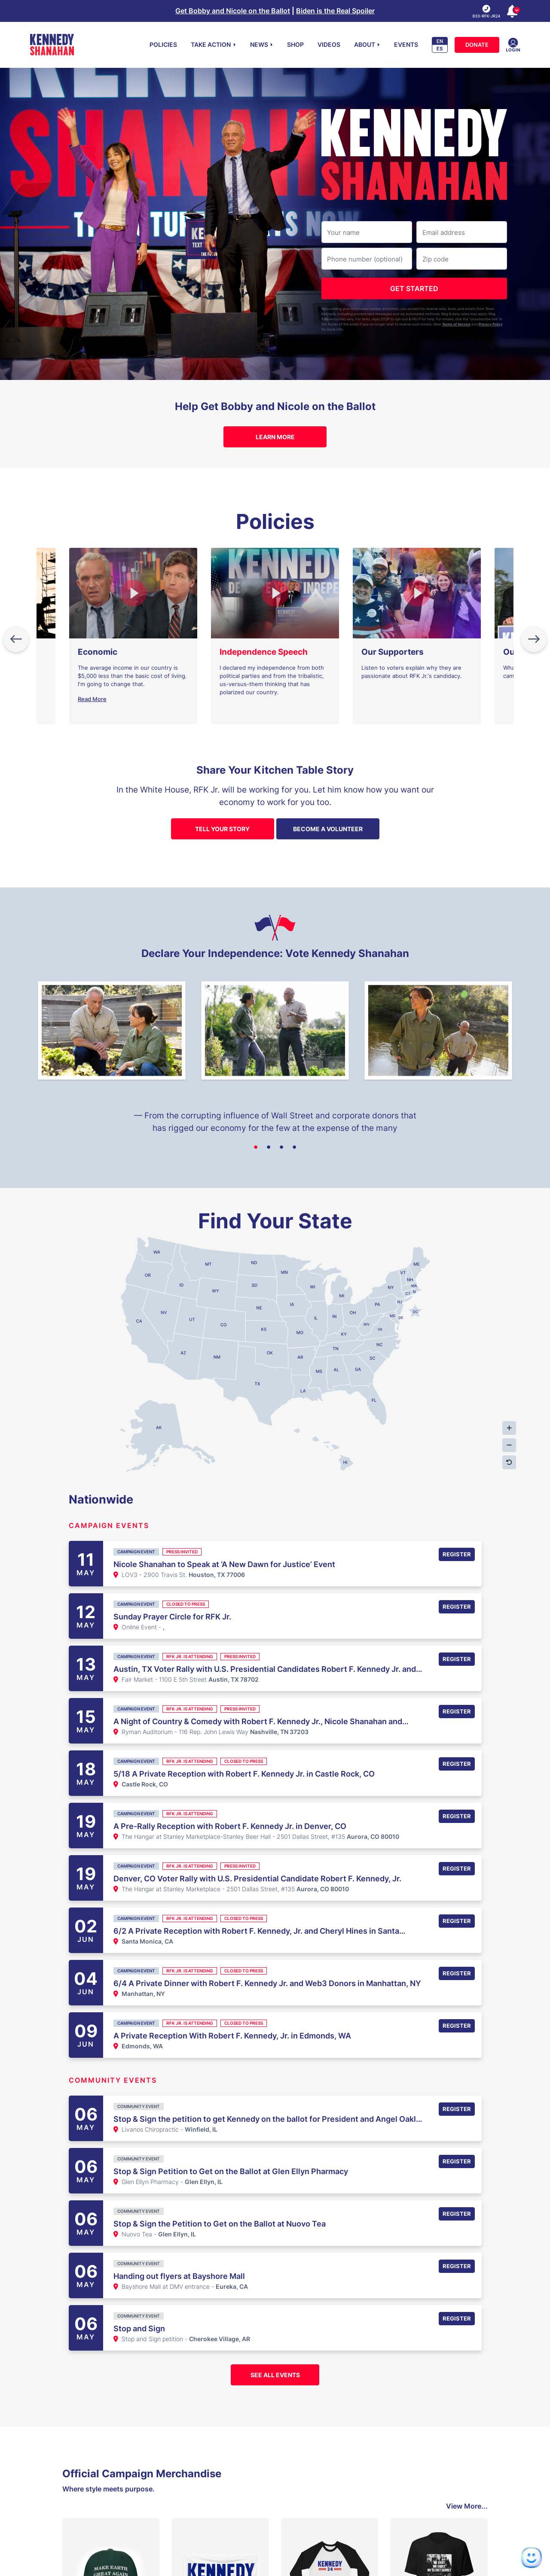 Get Bobby and Nicole on the Ballot | Biden is the Real Spoiler
KENNEDY
SHANAHAN
POLICIES
TAKE ACTION
NEWS
SHOP
VIDEOS
ABOUT
EVENTS
EN
ES
DONATE
LOGIN
KENNEDY
SHANAHAN
Your name
Email address
Phone number (optional)
Zip code
GET STARTED
Help Get Bobby and Nicole on the Ballot
LEARN MORE
Policies
Economic
The average income in our country is
$5,000 less than the basic cost of living.
I'm going to change that.
Read More
Independence Speech
I declared my independence from both
political parties and from the tribalistic,
us-versus-them thinking that has
polarized our country.
Our Supporters
Listen to voters explain why they are
passionate about RFK Jr.'s candidacy.
Share Your Kitchen Table Story
In the White House, RFK Jr. will be working for you. Let him know how you want our
economy to work for you too.
TELL YOUR STORY
BECOME A VOLUNTEER
Declare Your Independence: Vote Kennedy Shanahan
— From the corrupting influence of Wall Street and corporate donors that
has rigged our economy for the few at the expense of the many
Find Your State
WA
MT
ND
MN
ME
OR
ID
WY
SD
WI
MI
VT
NH
NY
MA
CT
NV
UT
CO
NE
IA
IL
IN
OH
PA
NJ
CA
KS
MO
KY
WV
VA
MD
DE
DC
AZ
NM
OK
AR
TN
NC
SC
TX
LA
MS
AL
GA
FL
AK
HI
Nationwide
CAMPAIGN EVENTS
11
MAY
CAMPAIGN EVENT
PRESS INVITED
Nicole Shanahan to Speak at 'A New Dawn for Justice' Event
LOV3 - 2900 Travis St. Houston, TX 77006
REGISTER
12
MAY
CAMPAIGN EVENT
CLOSED TO PRESS
Sunday Prayer Circle for RFK Jr.
Online Event - ,
REGISTER
13
MAY
CAMPAIGN EVENT
RFK JR. IS ATTENDING
PRESS INVITED
Austin, TX Voter Rally with U.S. Presidential Candidates Robert F. Kennedy Jr. and...
Fair Market - 1100 E 5th Street Austin, TX 78702
REGISTER
15
MAY
CAMPAIGN EVENT
RFK JR. IS ATTENDING
PRESS INVITED
A Night of Country & Comedy with Robert F. Kennedy Jr., Nicole Shanahan and...
Ryman Auditorium - 116 Rep. John Lewis Way Nashville, TN 37203
REGISTER
18
MAY
CAMPAIGN EVENT
RFK JR. IS ATTENDING
CLOSED TO PRESS
5/18 A Private Reception with Robert F. Kennedy Jr. in Castle Rock, CO
Castle Rock, CO
REGISTER
19
MAY
CAMPAIGN EVENT
RFK JR. IS ATTENDING
A Pre-Rally Reception with Robert F. Kennedy Jr. in Denver, CO
The Hangar at Stanley Marketplace-Stanley Beer Hall - 2501 Dallas Street, #135 Aurora, CO 80010
REGISTER
19
MAY
CAMPAIGN EVENT
RFK JR. IS ATTENDING
PRESS INVITED
Denver, CO Voter Rally with U.S. Presidential Candidate Robert F. Kennedy, Jr.
The Hangar at Stanley Marketplace - 2501 Dallas Street, #135 Aurora, CO 80010
REGISTER
02
JUN
CAMPAIGN EVENT
RFK JR. IS ATTENDING
CLOSED TO PRESS
6/2 A Private Reception with Robert F. Kennedy, Jr. and Cheryl Hines in Santa...
Santa Monica, CA
REGISTER
04
JUN
CAMPAIGN EVENT
RFK JR. IS ATTENDING
CLOSED TO PRESS
6/4 A Private Dinner with Robert F. Kennedy Jr. and Web3 Donors in Manhattan, NY
Manhattan, NY
REGISTER
09
JUN
CAMPAIGN EVENT
RFK JR. IS ATTENDING
CLOSED TO PRESS
A Private Reception With Robert F. Kennedy, Jr. in Edmonds, WA
Edmonds, WA
REGISTER
COMMUNITY EVENTS
06
MAY
COMMUNITY EVENT
Stop & Sign the petition to get Kennedy on the ballot for President and Angel Oakl...
Livanos Chiropractic - Winfield, IL
REGISTER
06
MAY
COMMUNITY EVENT
Stop & Sign Petition to Get on the Ballot at Glen Ellyn Pharmacy
Glen Ellyn Pharmacy - Glen Ellyn, IL
REGISTER
06
MAY
COMMUNITY EVENT
Stop & Sign the Petition to Get on the Ballot at Nuovo Tea
Nuovo Tea - Glen Ellyn, IL
REGISTER
06
MAY
COMMUNITY EVENT
Handing out flyers at Bayshore Mall
Bayshore Mall at DMV entrance - Eureka, CA
REGISTER
06
MAY
COMMUNITY EVENT
Stop and Sign
Stop and Sign petition - Cherokee Village, AR
REGISTER
SEE ALL EVENTS
Official Campaign Merchandise
Where style meets purpose.
View More...
MAKE EARTH
GREAT AGAIN
KENNEDY
KENNEDY
24